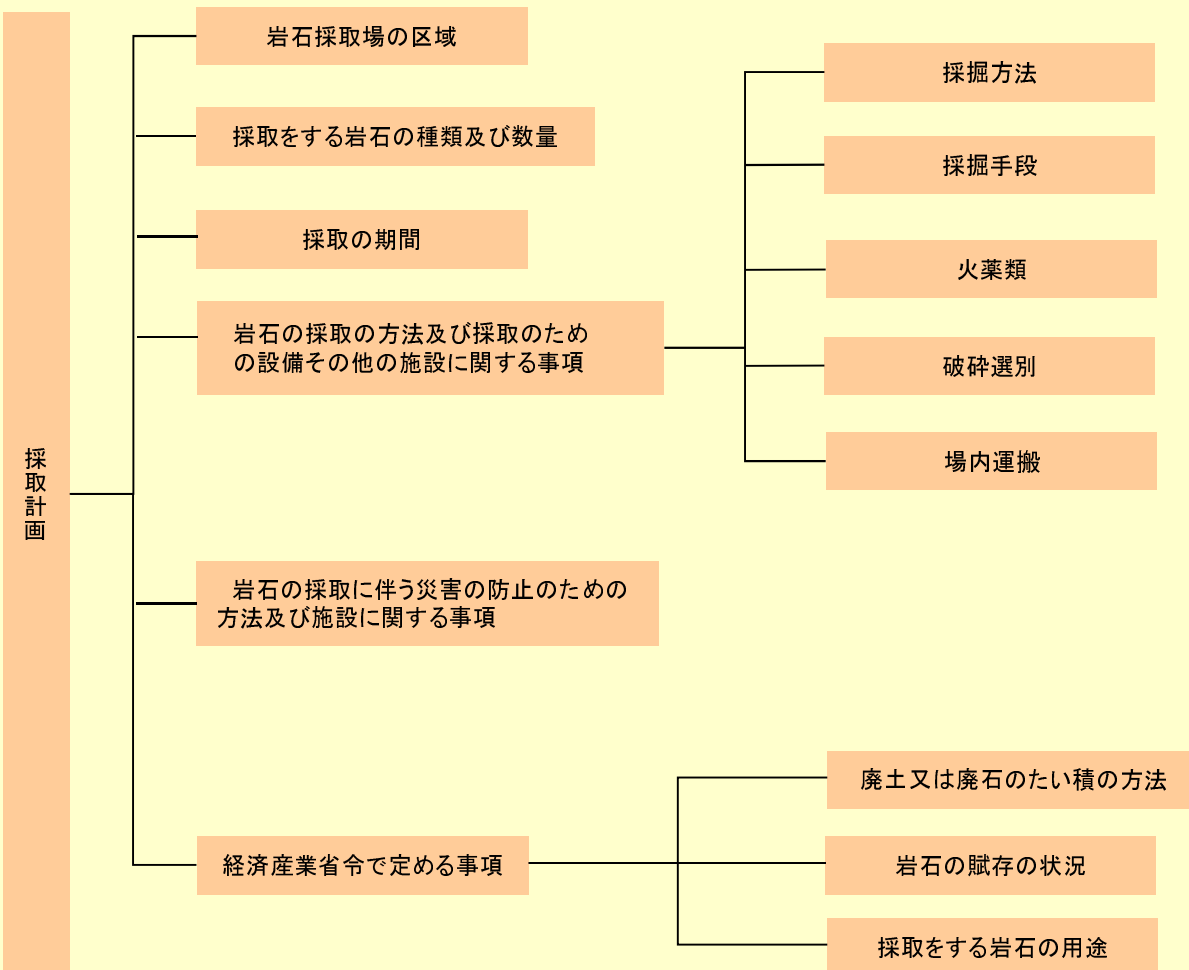 採取計画
岩石採取場の区域
採取をする岩石の種類及び数量
採取の期間
岩石の採取の方法及び採取のため
の設備その他の施設に関する事項
採掘方法
採掘手段
火薬類
破砕選別
場内運搬
岩石の採取に伴う災害の防止のための
方法及び施設に関する事項
経済産業省令で定める事項
廃土又は廃石のたい積の方法
岩石の賦存の状況
採取をする岩石の用途